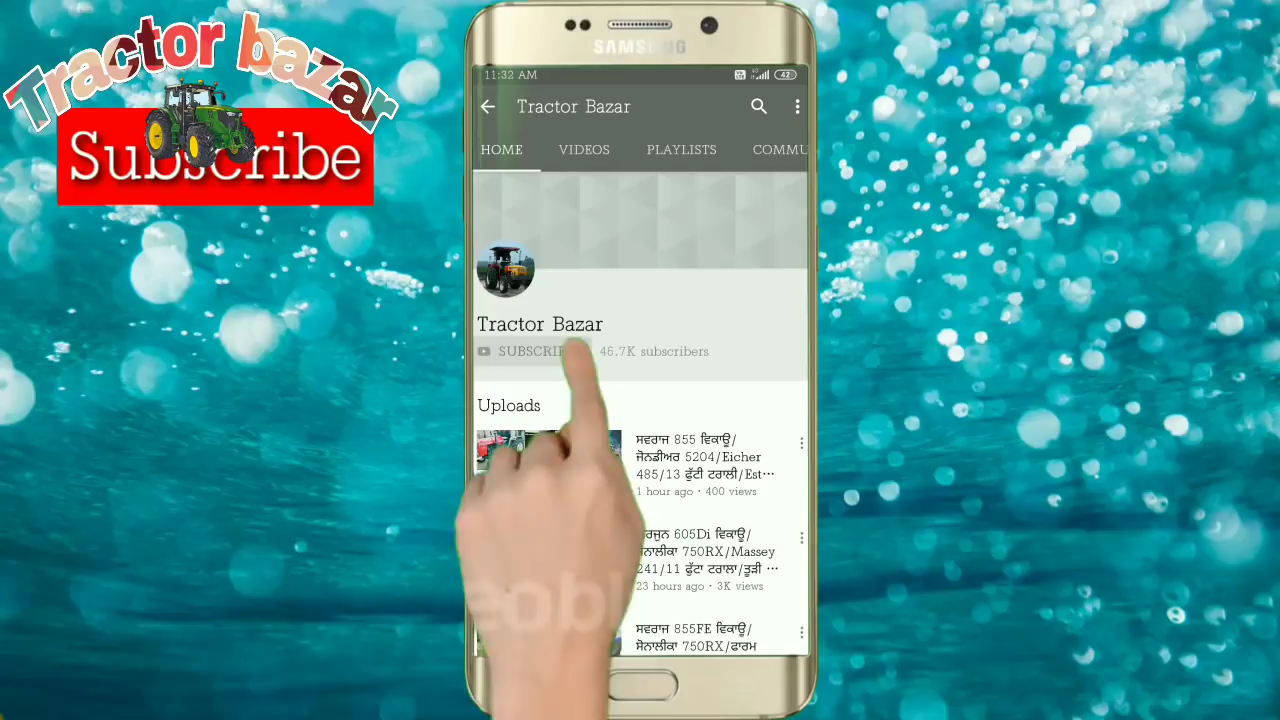 Tractor bazar
Subscribe
SAMSUNG
11:32 AM
42
Tractor Bazar
HOME VIDEOS PLAYLISTS COMMU
Tractor Bazar
46.7K subscribers
Uploads
ਸਵਰਾਜ 855 ਵਿਕਾਊ/
ਜੋਨਡੀਅਰ 5204/Eicher
485/13 ਫੁੱਟੀ ਟਰਾਲੀ/Est···
1 hour ago · 400 views
605Di ਵਿਕਾਊ/
750RX/Massey
241/11 ਫੁੱਟਾ ਟਰਾਲਾ/ਤੂੜੀ ···
23 hours ago · 3K views
ਸਵਰਾਜ 855FE ਵਿਕਾਊ/
ਸੋਨਾਲੀਕਾ 750RX/ਫਾਰਮ